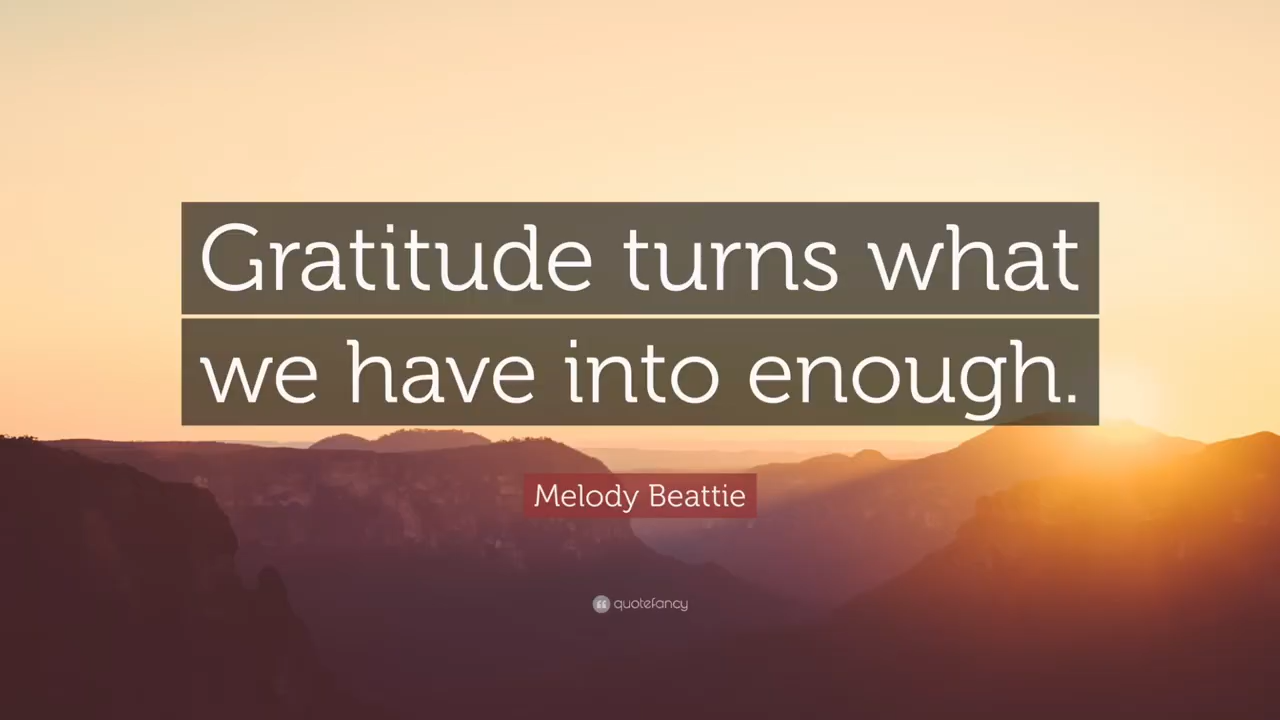 Gratitude turns what
we have into enough.
Melody Beattie
quotefancy